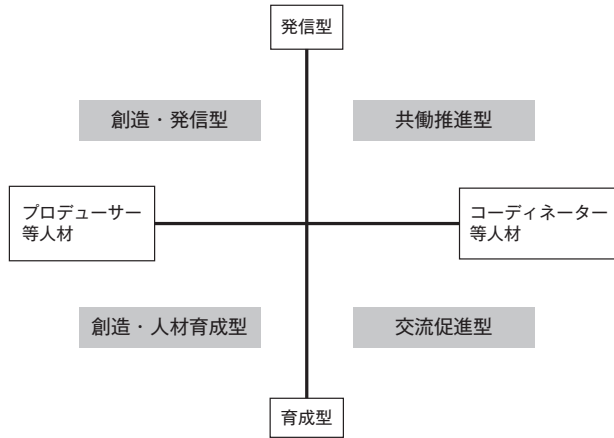 発信型
創造・発信型
共働推進型
プロデューサー
等人材
コーディネーター
等人材
創造・人材育成型
交流促進型
育成型